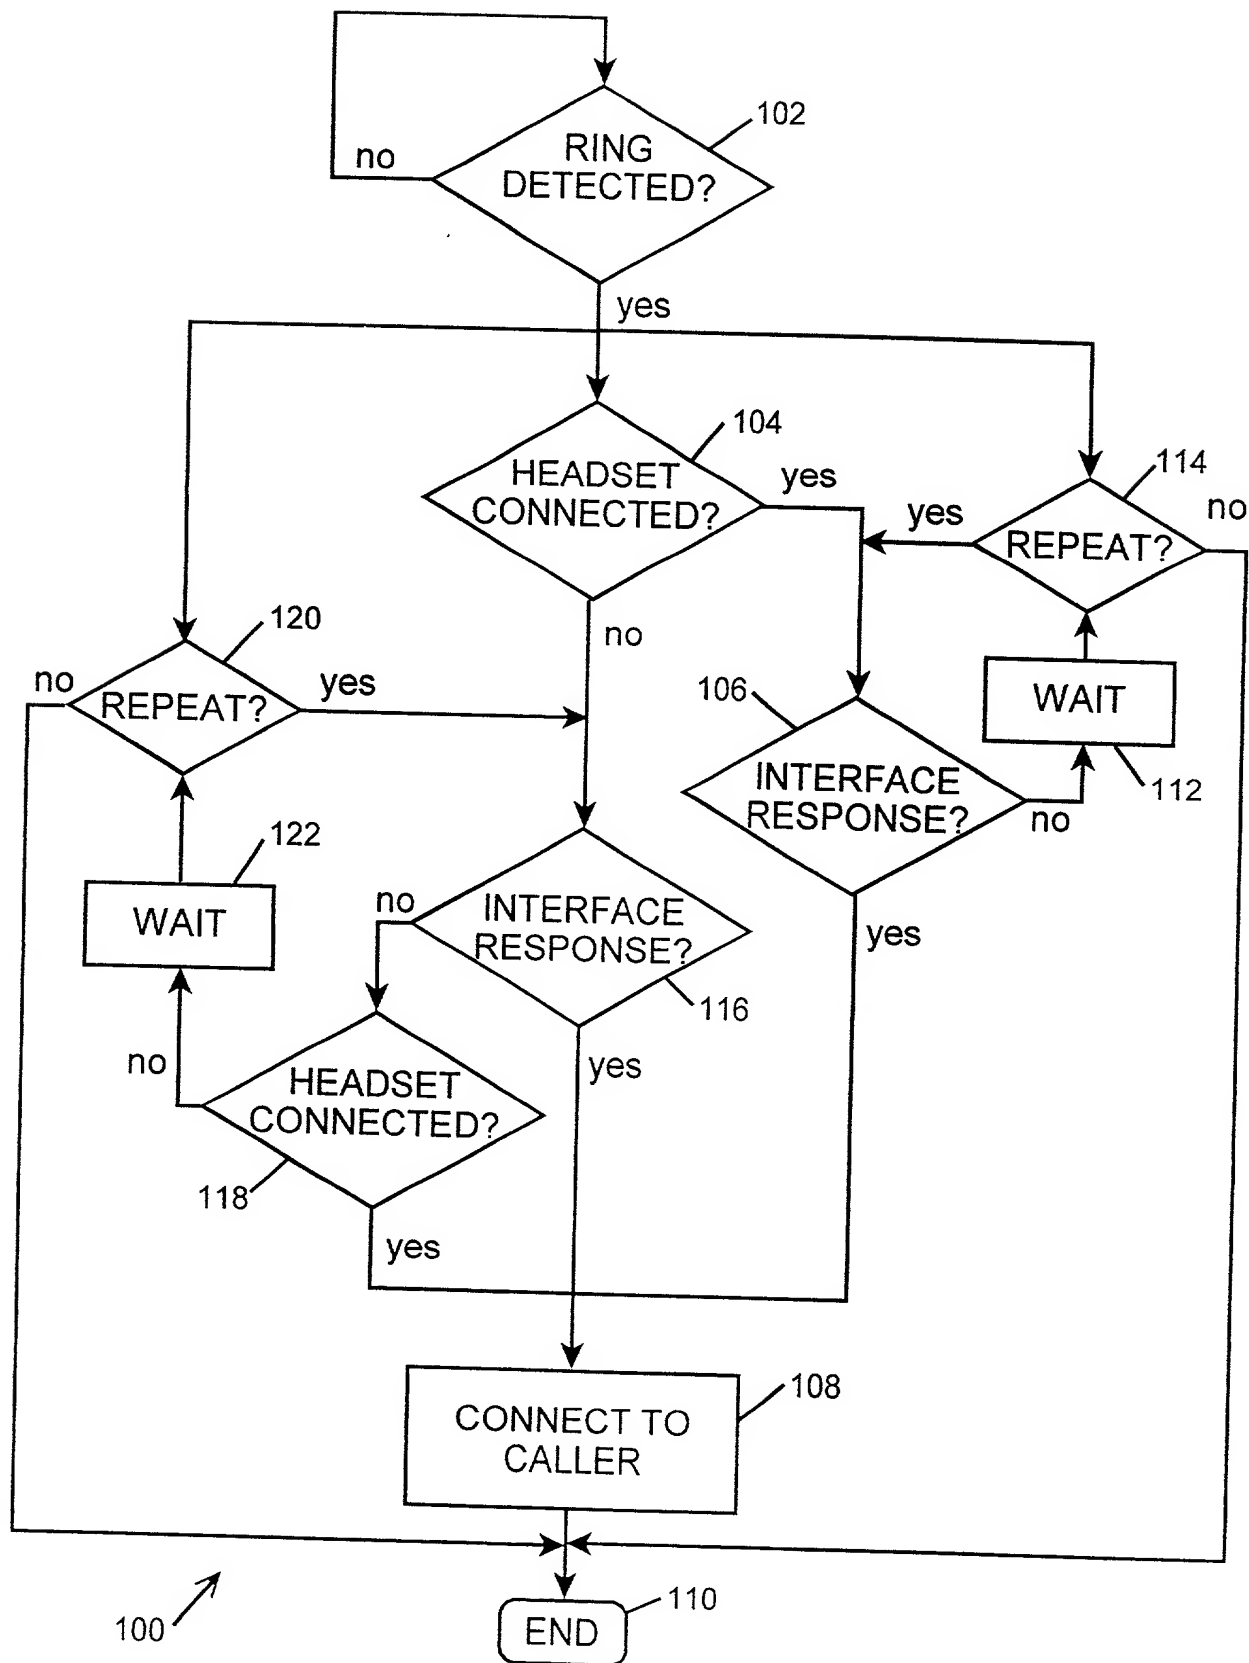 102
RING
DETECTED?
no
yes
104
HEADSET
CONNECTED?
yes
114
no
yes
REPEAT?
120
no
no
REPEAT?
yes
106
WAIT
112
INTERFACE
RESPONSE?
no
122
WAIT
no
INTERFACE
RESPONSE?
yes
116
no
yes
HEADSET
CONNECTED?
118
yes
108
CONNECT TO
CALLER
110
END
100